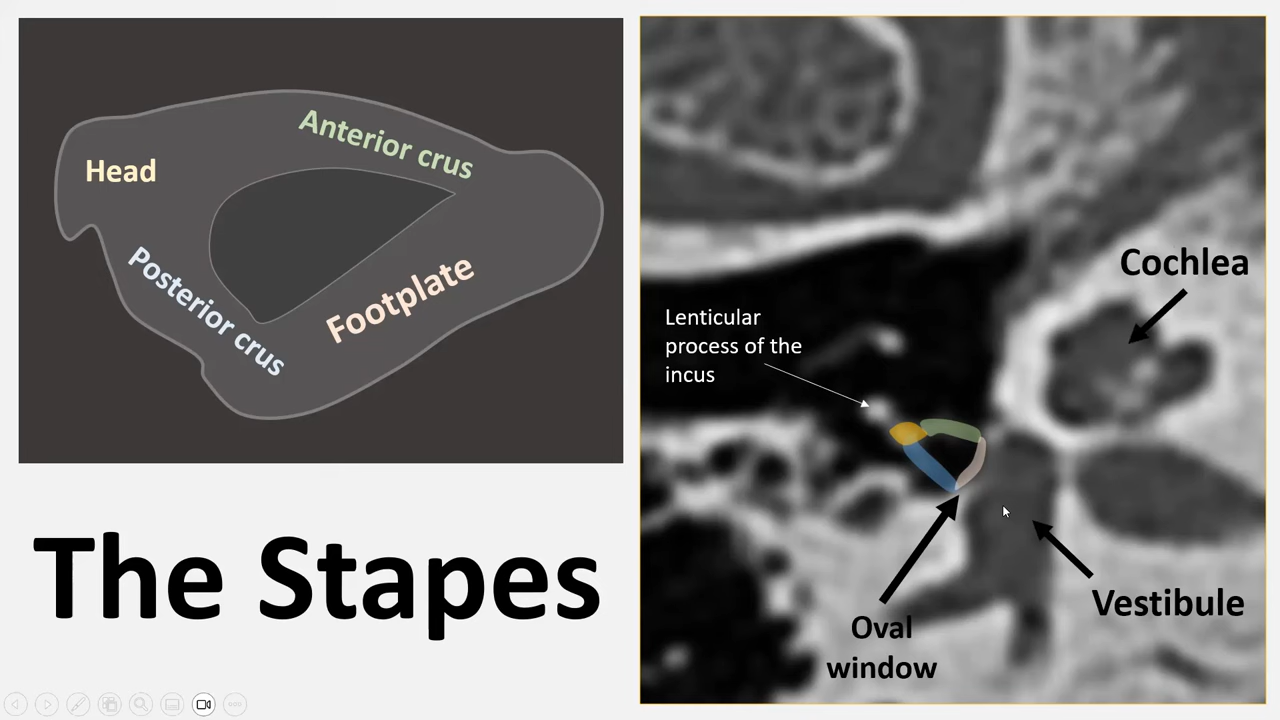 Head
Anterior crus
Posterior crus
Footplate
The Stapes
Cochlea
Lenticular
process of the
incus
Oval
window
Vestibule